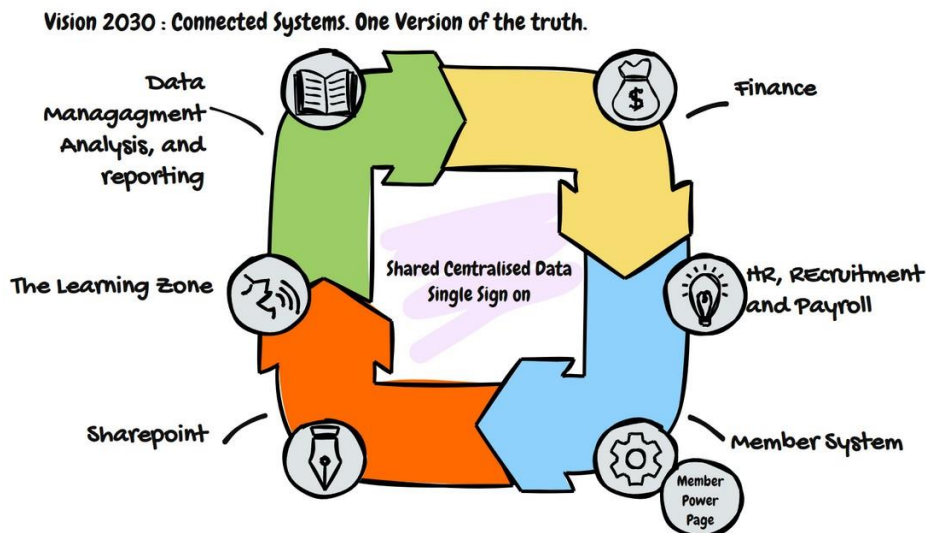 Vision 2030 : Connected Systems. One Version of the truth.
Data
Managagment
Analysis, and
reporting
$
Finance
The Learning Zone
Shared Centralised Data
Single Sign on
HR, REcruitment
and Payroll
Sharepoint
Member System
Member
Power
Page